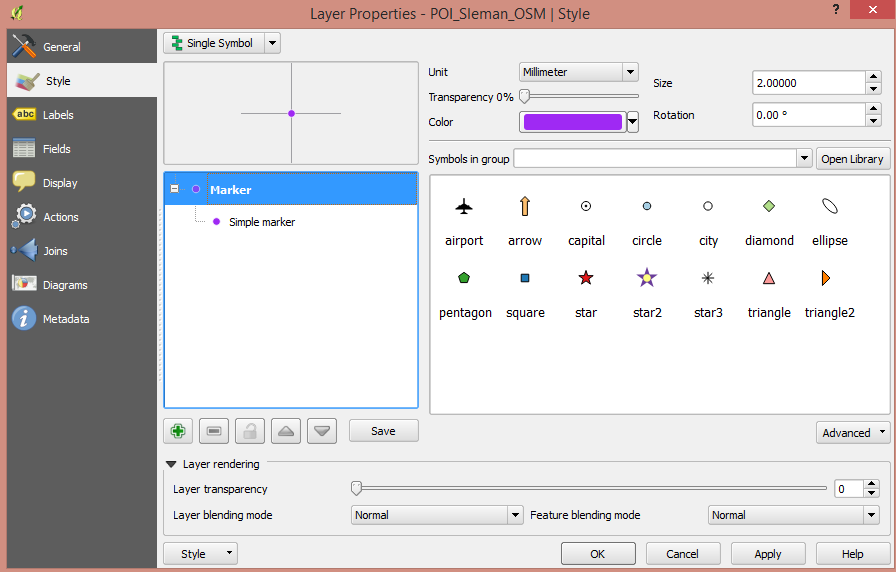 Layer Properties - POI_Sleman_OSM | Style
?
General
Style
abc Labels
Fields
Display
Actions
Joins
Diagrams
i Metadata
Single Symbol
Marker
Simple marker
Save
Unit Millimeter
Transparency 0%
Color
Size 2.00000
Rotation 0.00 °
Symbols in group
Open Library
airport arrow capital circle city diamond ellipse
pentagon square star star2 star3 triangle triangle2
Advanced
Layer rendering
Layer transparency 0
Layer blending mode Normal Feature blending mode Normal
Style OK Cancel Apply Help